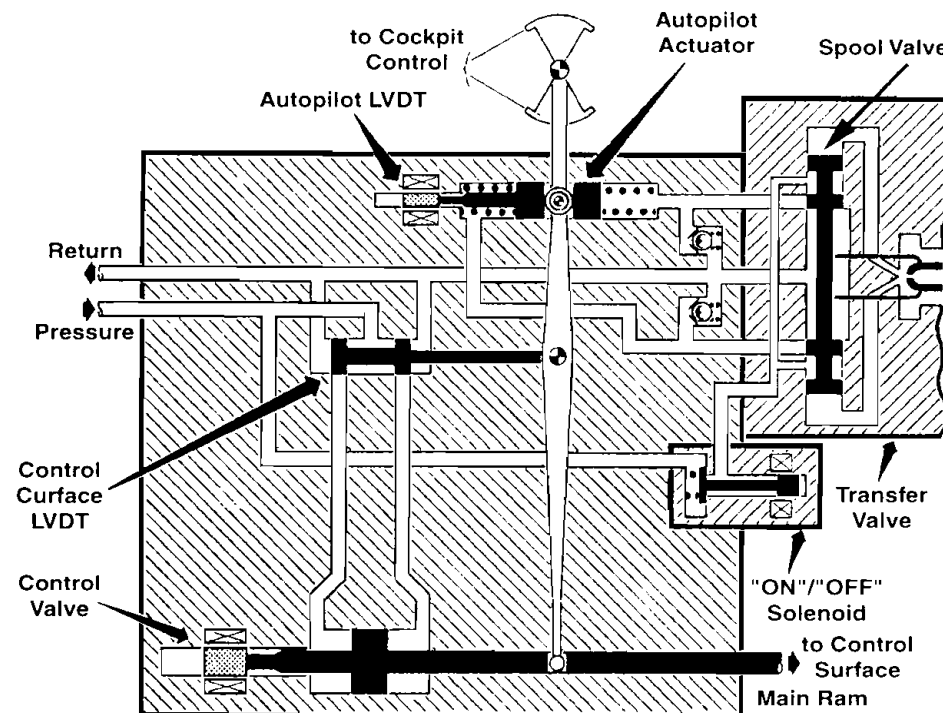 to Cockpit
Control
Autopilot
Actuator
Spool Valve
Autopilot LVDT
Return
Pressure
Control
Curface
LVDT
Transfer
Valve
Control
Valve
"ON"/"OFF"
Solenoid
to Control
Surface
Main Ram